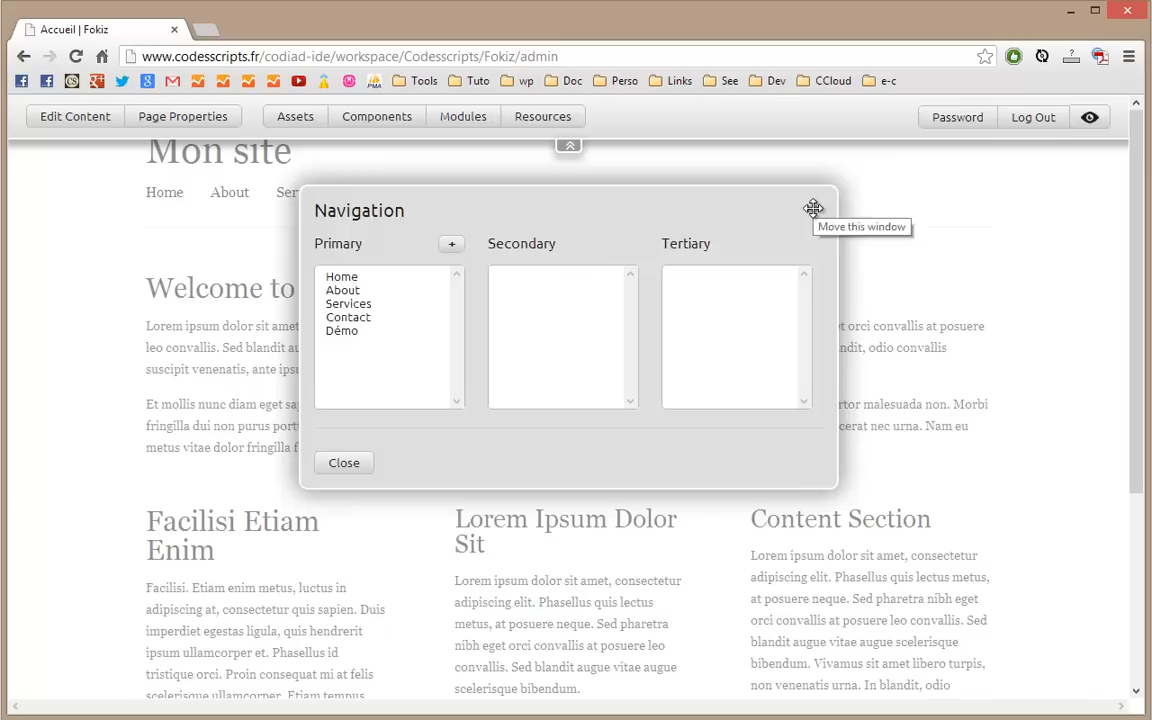 Accueil | Fokiz
www.codesscripts.fr/codiad-ide/workspace/Codesscripts/Fokiz/admin
Tools Tuto wp Doc Perso Links See Dev CCloud e-c
Edit Content Page Properties Assets Components Modules Resources Password Log Out
Mon site
Home About Ser
Navigation
Move this window
Primary + Secondary Tertiary
Home
About
Services
Contact
Démo
Close
Welcome to
Lorem ipsum dolor sit amet
leo convallis. Sed blandit au
suscipit venenatis, ante ipsu
Et mollis nunc diam eget sap
fringilla dui non purus portt
metus vitae dolor fringilla f
t orci convallis at posuere
ndit, odio convallis
tor malesuada non. Morbi
cerat nec urna. Nam eu
Facilisi Etiam
Enim
Facilisi. Etiam enim metus, luctus in
adipiscing at, consectetur quis sapien. Duis
imperdiet egestas ligula, quis hendrerit
ipsum ullamcorper et. Phasellus id
tristique orci. Proin consequat mi at felis
scelerisque ullamcorper. Etiam tempus
Lorem Ipsum Dolor
Sit
Lorem ipsum dolor sit amet, consectetur
adipiscing elit. Phasellus quis lectus
metus, at posuere neque. Sed pharetra
nibh eget orci convallis at posuere leo
convallis. Sed blandit augue vitae augue
scelerisque bibendum.
Content Section
Lorem ipsum dolor sit amet, consectetur
adipiscing elit. Phasellus quis lectus metus,
at posuere neque. Sed pharetra nibh eget
orci convallis at posuere leo convallis. Sed
blandit augue vitae augue scelerisque
bibendum. Vivamus sit amet libero turpis,
non venenatis urna. In blandit, odio